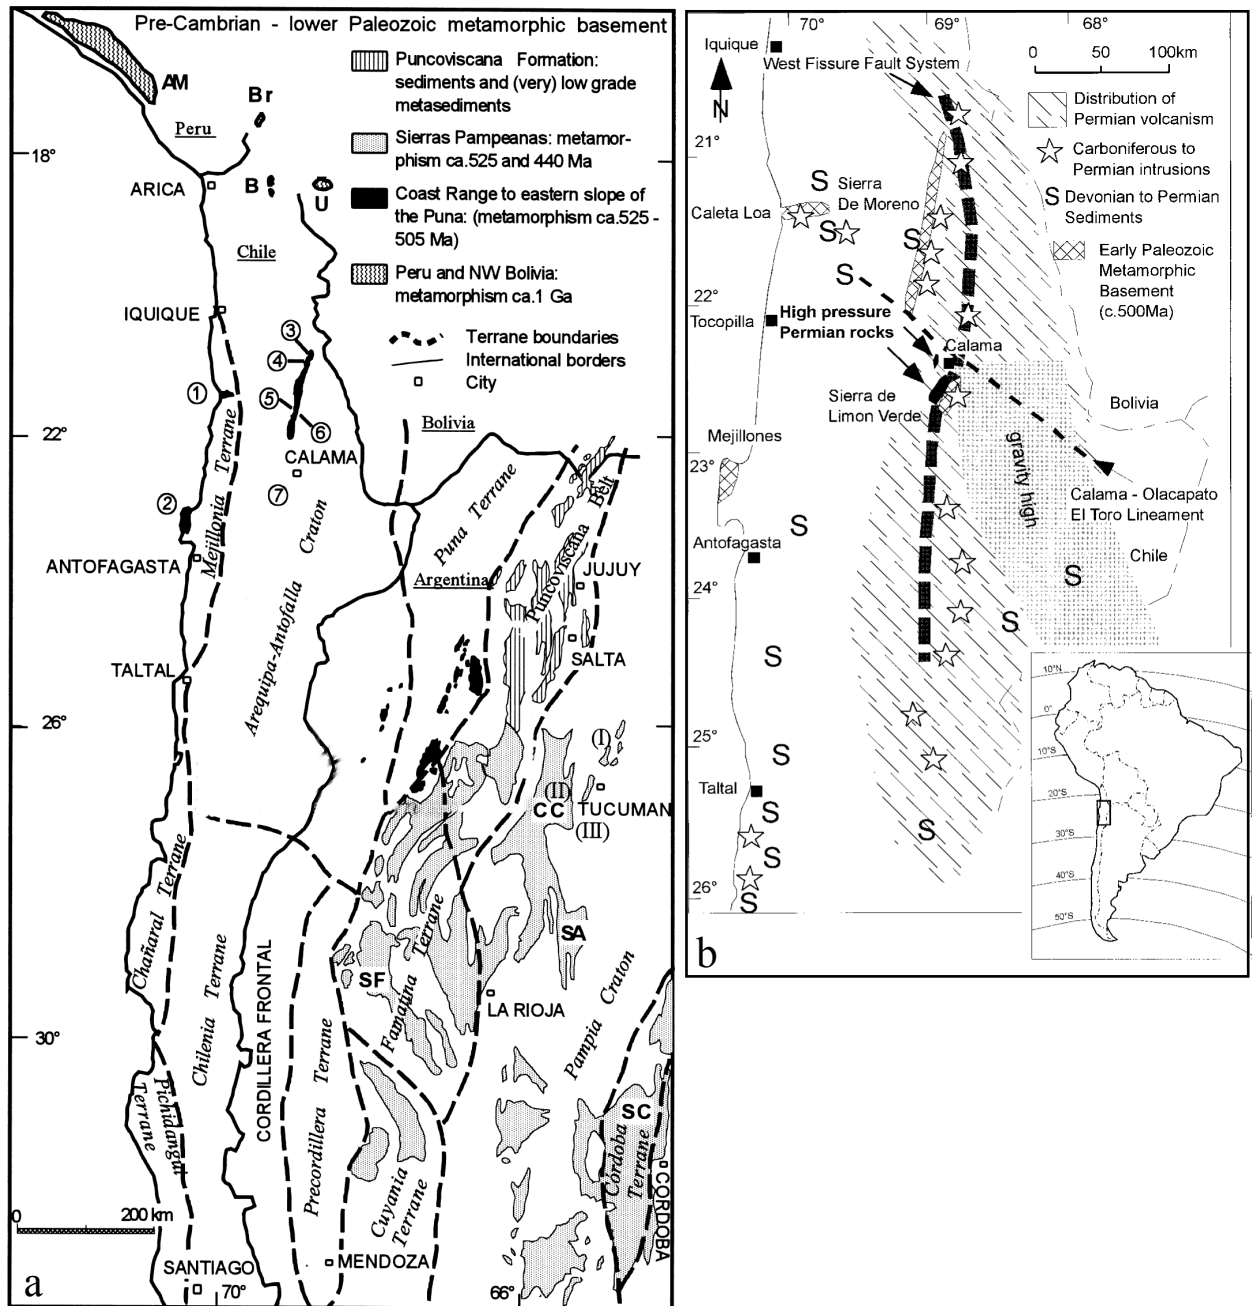 Pre-Cambrian - lower Paleozoic metamorphic basement
Puncoviscana Formation:
sediments and (very) low grade
metasediments
Sierras Pampeanas: metamor-
phism ca.525 and 440 Ma
Coast Range to eastern slope of
the Puna: (metamorphism ca.525 -
505 Ma)
Peru and NW Bolivia:
metamorphism ca.1 Ga
Terrane boundaries
International borders
City
AM
Br
Peru
18°
ARICA
B
U
Chile
IQUIQUE
3
4
1
5
6
Bolivia
22°
CALAMA
7
2
Mejillonia Terrane
ANTOFAGASTA
Arequipa-Antofalla Craton
Puna Terrane
Argentina
Puncoviscana Belt
JUJUY
SALTA
TALTAL
26°
(I)
(II)
CC
TUCUMAN
(III)
Chañaral Terrane
Chilenia Terrane
CORDILLERA FRONTAL
SF
Famatina Terrane
SA
LA RIOJA
Pampia Craton
30°
Pichidangui
Terrane
Precordillera Terrane
Cuyania
Terrane
SC
Cordoba
Terrane
CORDOBA
0
200 km
SANTIAGO
MENDOZA
70°
66°
a
70°
69°
68°
Iquique
West Fissure Fault System
0
50
100km
N
Distribution of
Permian volcanism
Carboniferous to
Permian intrusions
S Devonian to Permian
Sediments
Early Paleozoic
Metamorphic
Basement
(c.500Ma)
21°
S
Sierra
De Moreno
Caleta Loa
S
S
S
22°
Tocopilla
High pressure
Permian rocks
Calama
Sierra de
Limon Verde
Bolivia
Mejillones
23°
gravity high
Calama - Olacapato
El Toro Lineament
S
Antofagasta
Chile
24°
S
S
S
25°
S
Taltal
S
S
S
26°
S
10°N
0°
10°S
20°S
30°S
40°S
50°S
b